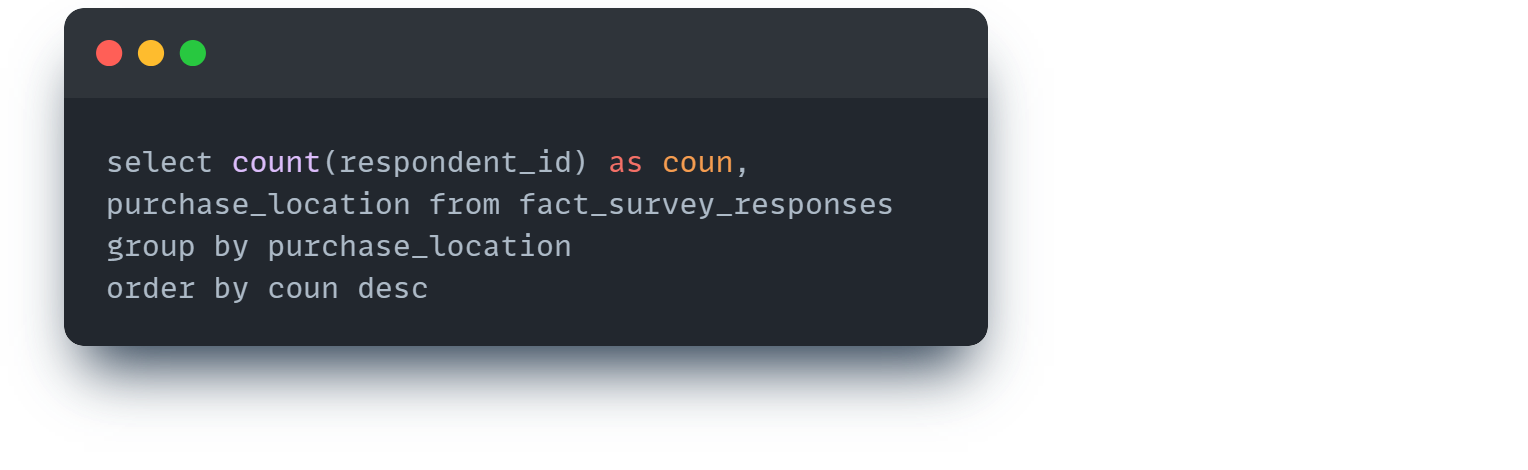 select count(respondent_id) as coun,
purchase_location from fact_survey_responses
group by purchase_location
order by coun desc